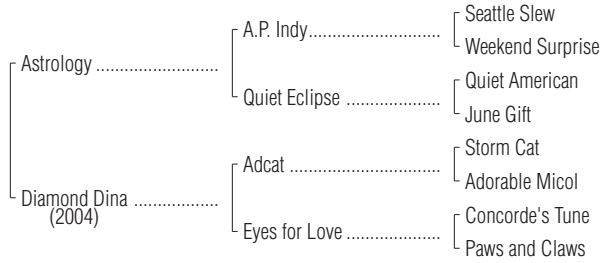 Seattle Slew
A.P. Indy............................
Weekend Surprise
Astrology ..........................
Quiet American
Quiet Eclipse ....................
June Gift
Storm Cat
Adcat ................................
Adorable Micol
Diamond Dina ..................
(2004)
Concorde's Tune
Eyes for Love ....................
Paws and Claws